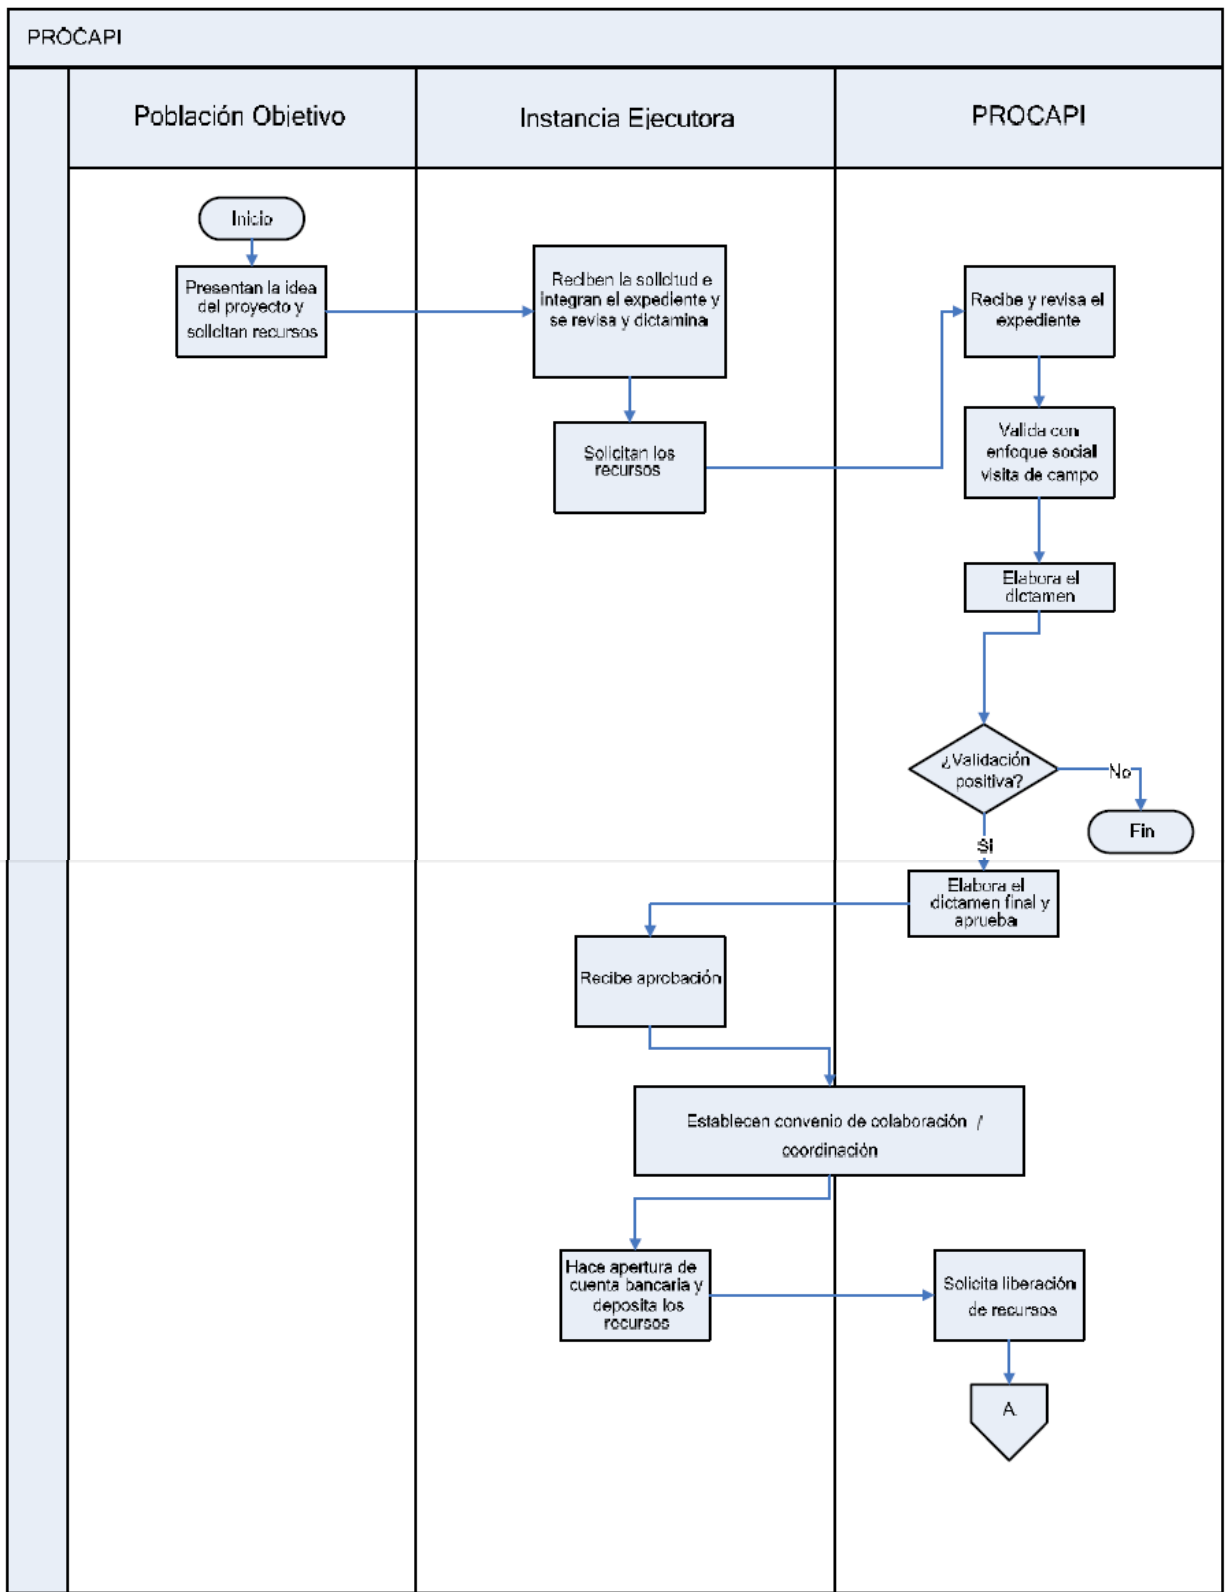 PROCAPI
Población Objetivo
Instancia Ejecutora
PROCAPI
Inicio
Presentan la idea
del proyecto y
solicitan recursos
Reciben la solicitud e
integran el expediente y
se revisa y dictamina
Recibe y revisa el
expediente
Solicitan los
recursos
Valida con
enfoque social
visita de campo
Elabora el
dictamen
¿Validación
positiva?
No
Fin
Si
Elabora el
dictamen final y
aprueba
Recibe aprobación
Establecen convenio de colaboración /
coordinación
Hace apertura de
cuenta bancaria y
deposita los
recursos
Solicita liberación
de recursos
A